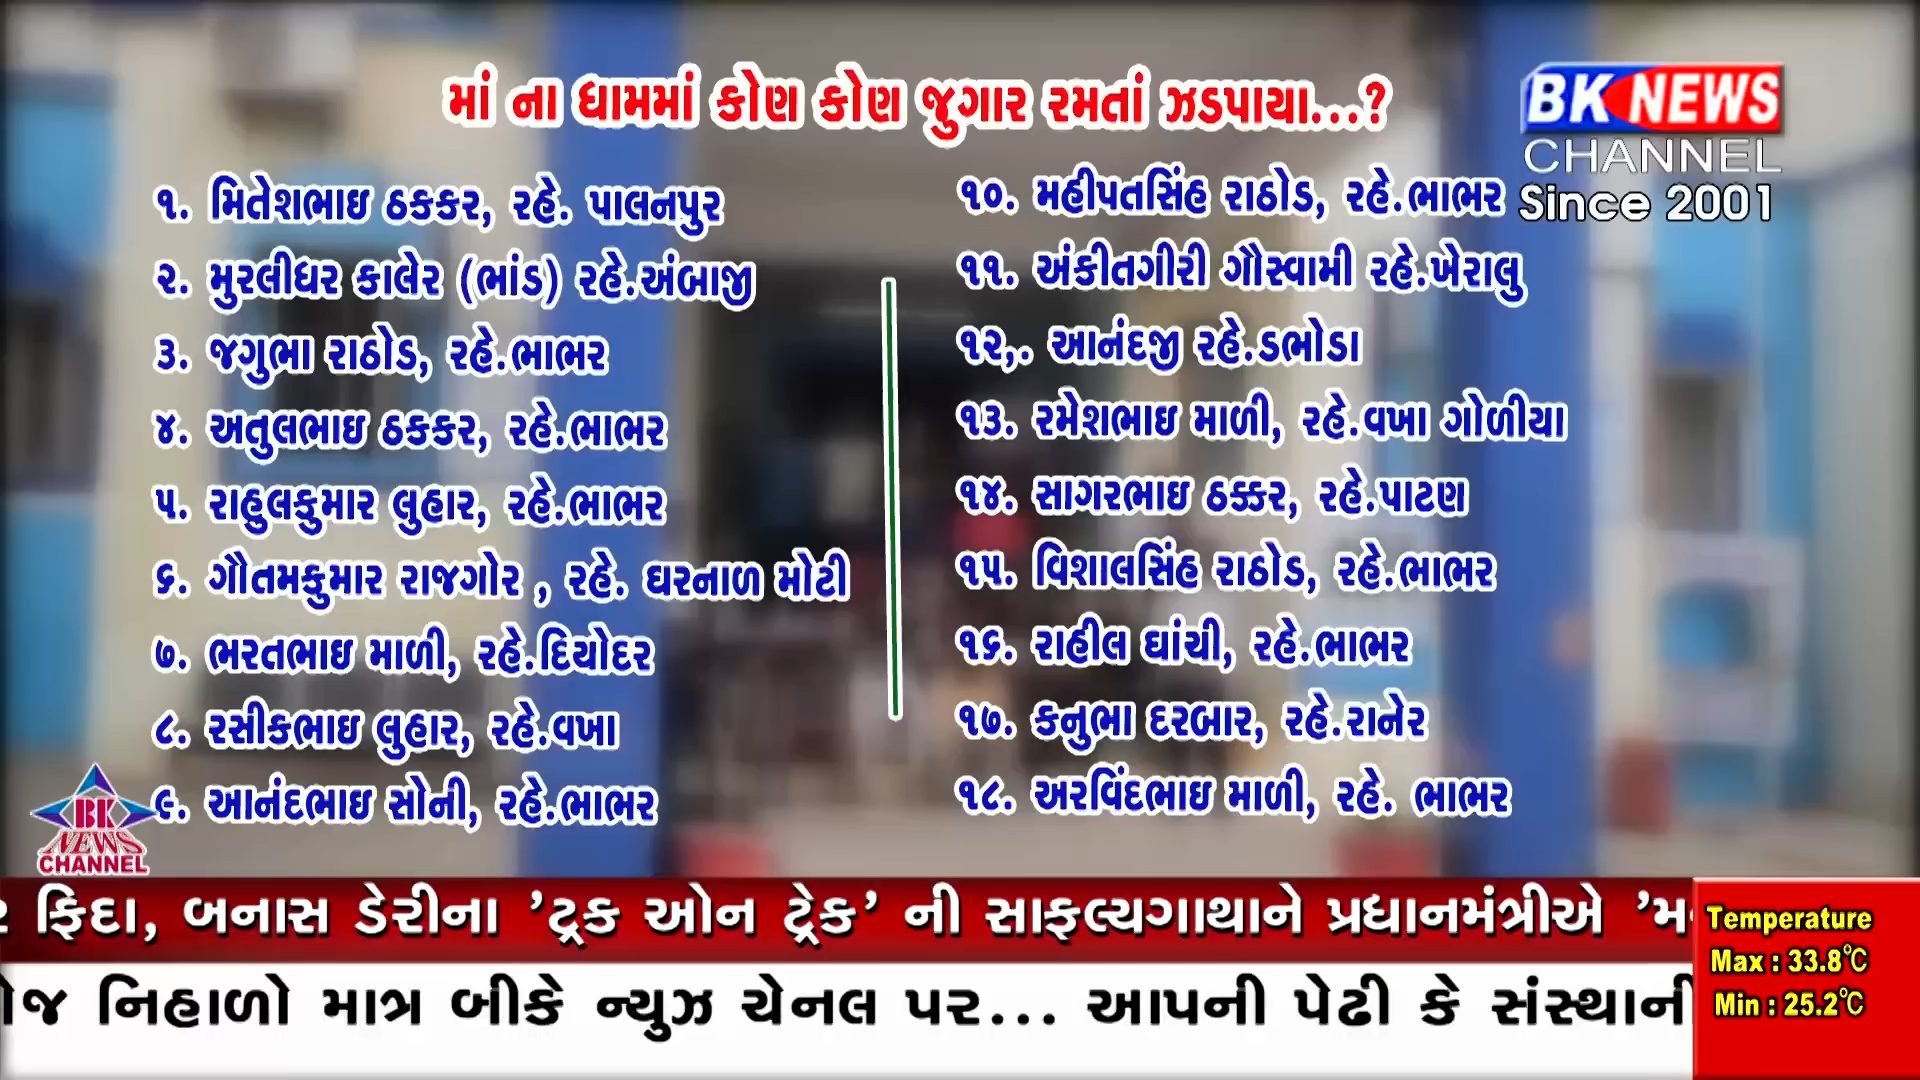 માં ના ધામમાં કોણ કોણ જુગાર રમતાં ઝડપાયા...?
BK NEWS
CHANNEL
Since 2001
૧. મિતેશભાઇ ઠકકર, રહે. પાલનપુર
૨. મુરલીધર કાલેર (ભાંડ) રહે.અંબાજી
૩. જગુભા રાઠોડ, રહે.ભાભર
૪. અતુલભાઇ ઠકકર, રહે.ભાભર
૫. રાહુલકુમાર લુહાર, રહે.ભાભર
૬. ગૌતમકુમાર રાજગોર , રહે. ઘરનાળ મોટી
૭. ભરતભાઇ માળી, રહે.દિયોદર
૮. રસીકભાઇ લુહાર, રહે.વખા
૯. આનંદભાઇ સોની, રહે.ભાભર
૧૦. મહીપતસિંહ રાઠોડ, રહે.ભાભર
૧૧. અંકીતગીરી ગૌસ્વામી રહે.ખેરાલુ
૧૨,. આનંદજી રહે.ડભોડા
૧૩. રમેશભાઇ માળી, રહે.વખા ગોળીયા
૧૪. સાગરભાઇ ઠક્કર, રહે.પાટણ
૧૫. વિશાલસિંહ રાઠોડ, રહે.ભાભર
૧૬. રાહીલ ઘાંચી, રહે.ભાભર
૧૭. કનુભા દરબાર, રહે.રાનેર
૧૮. અરવિંદભાઇ માળી, રહે. ભાભર
BK
NEWS
CHANNEL
ફિદા, બનાસ ડેરીના 'ટ્રક ઓન ટ્રેક' ની સાફલ્યગાથાને પ્રધાનમંત્રીએ
નિહાળો માત્ર બીકે ન્યુઝ ચેનલ પર... આપની પેઢી કે સંસ્થાની
Temperature
Max : 33.8℃
Min : 25.2℃